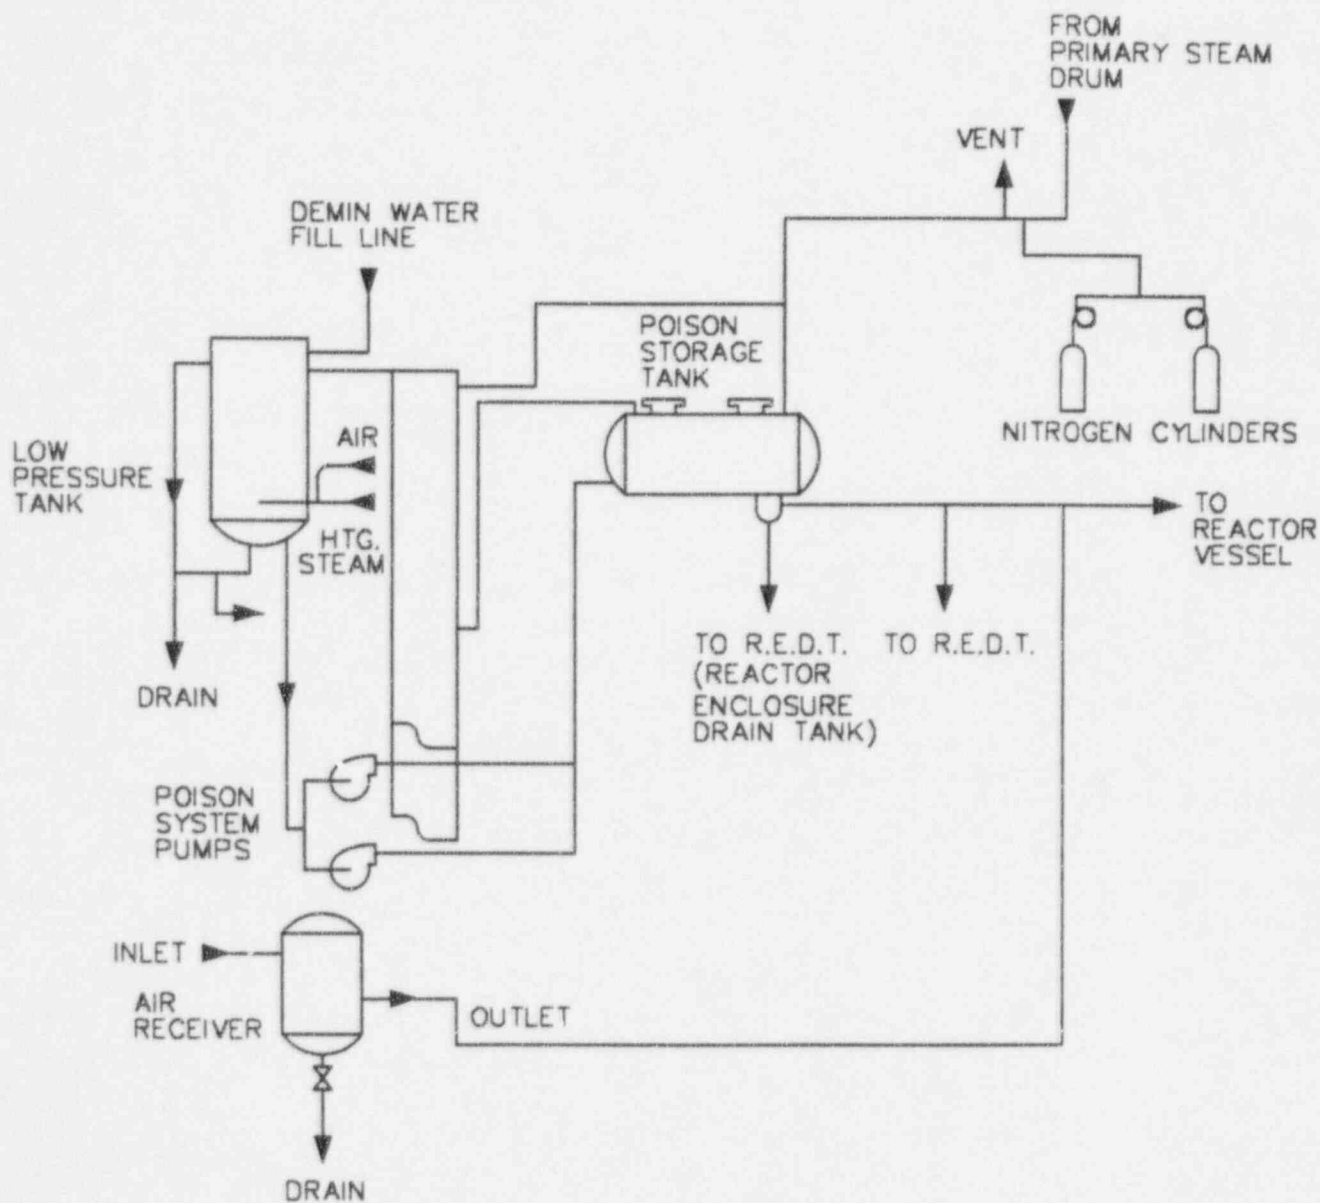 FROM
PRIMARY STEAM
DRUM
VENT
DEMIN WATER
FILL LINE
POISON
STORAGE
TANK
NITROGEN CYLINDERS
LOW
PRESSURE
TANK
AIR
HTG.
STEAM
TO
REACTOR
VESSEL
TO R.E.D.T.
(REACTOR
ENCLOSURE
DRAIN TANK)
TO R.E.D.T.
DRAIN
POISON
SYSTEM
PUMPS
INLET
AIR
RECEIVER
OUTLET
DRAIN